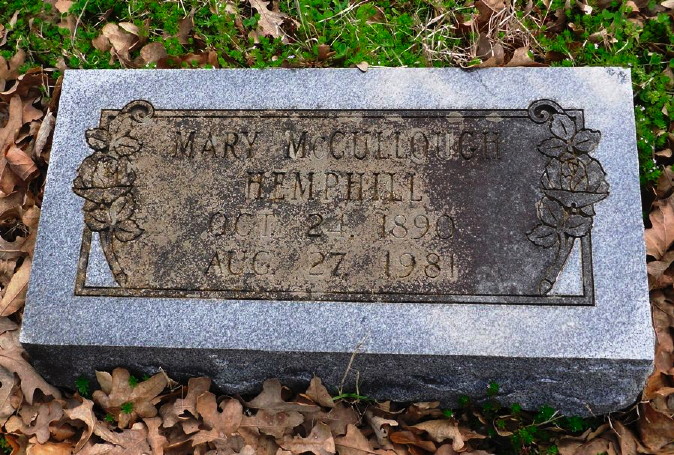 MARY McCULLOUGH
HEMPHILL
OCT. 24, 1890
AUG. 27, 1981